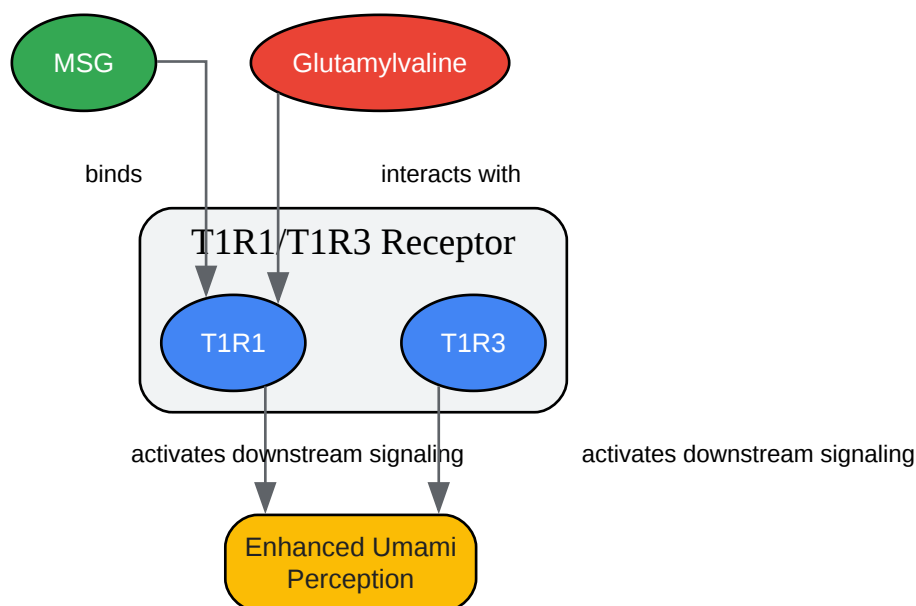 MSG
Glutamylvaline
binds
interacts with
T1R1/T1R3 Receptor
T1R1
T1R3
activates downstream signaling
activates downstream signaling
Enhanced Umami
Perception